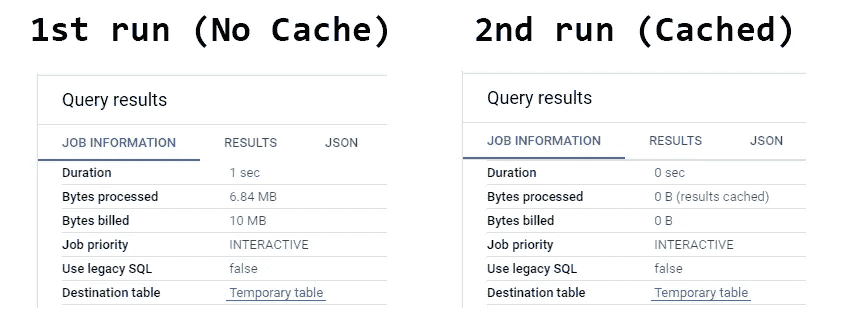 1st run (No Cache)
Query results
JOB INFORMATION RESULTS JSON
Duration 1 sec
Bytes processed 6.84 MB
Bytes billed 10 MB
Job priority INTERACTIVE
Use legacy SQL false
Destination table Temporary table
2nd run (Cached)
Query results
JOB INFORMATION RESULTS JSON
Duration 0 sec
Bytes processed 0 B (results cached)
Bytes billed 0 B
Job priority INTERACTIVE
Use legacy SQL false
Destination table Temporary table